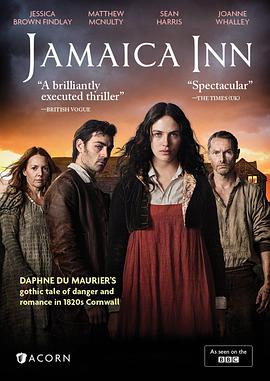 JESSICA
BROWN FINDLAY
MATTHEW
MCNULTY
SEAN
HARRIS
JOANNE
WHALLEY
JAMAICA INN
“A brilliantly
executed thriller”
—BRITISH VOGUE
“Spectacular”
—THE TIMES (UK)
DAPHNE DU MAURIER’S
gothic tale of danger and
romance in 1820s Cornwall
ACORN
As seen on the
BBC